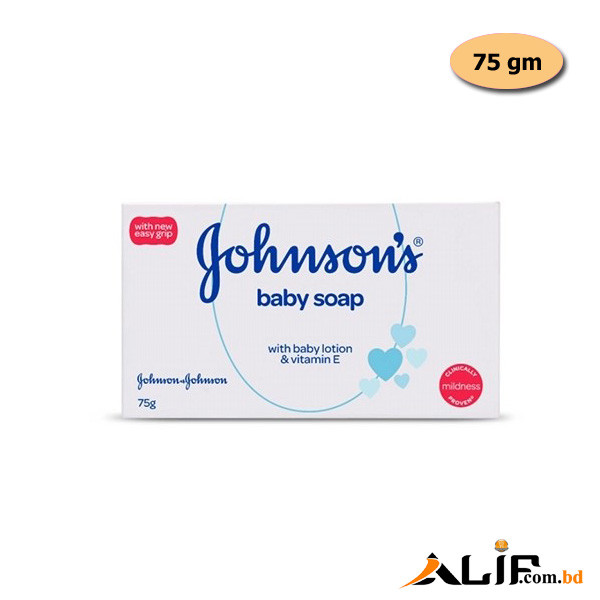 75 gm
with new
easy grip
Johnson's®
baby soap
with baby lotion
& vitamin E
Johnson & Johnson
75g
CLINICALLY
mildness
PROVEN®
ALIF.com.bd